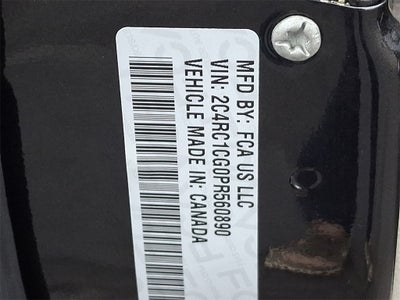 MFD BY: FCA US LLC
VIN: 2C4RC1CG0PR560890
VEHICLE MADE IN: CANADA